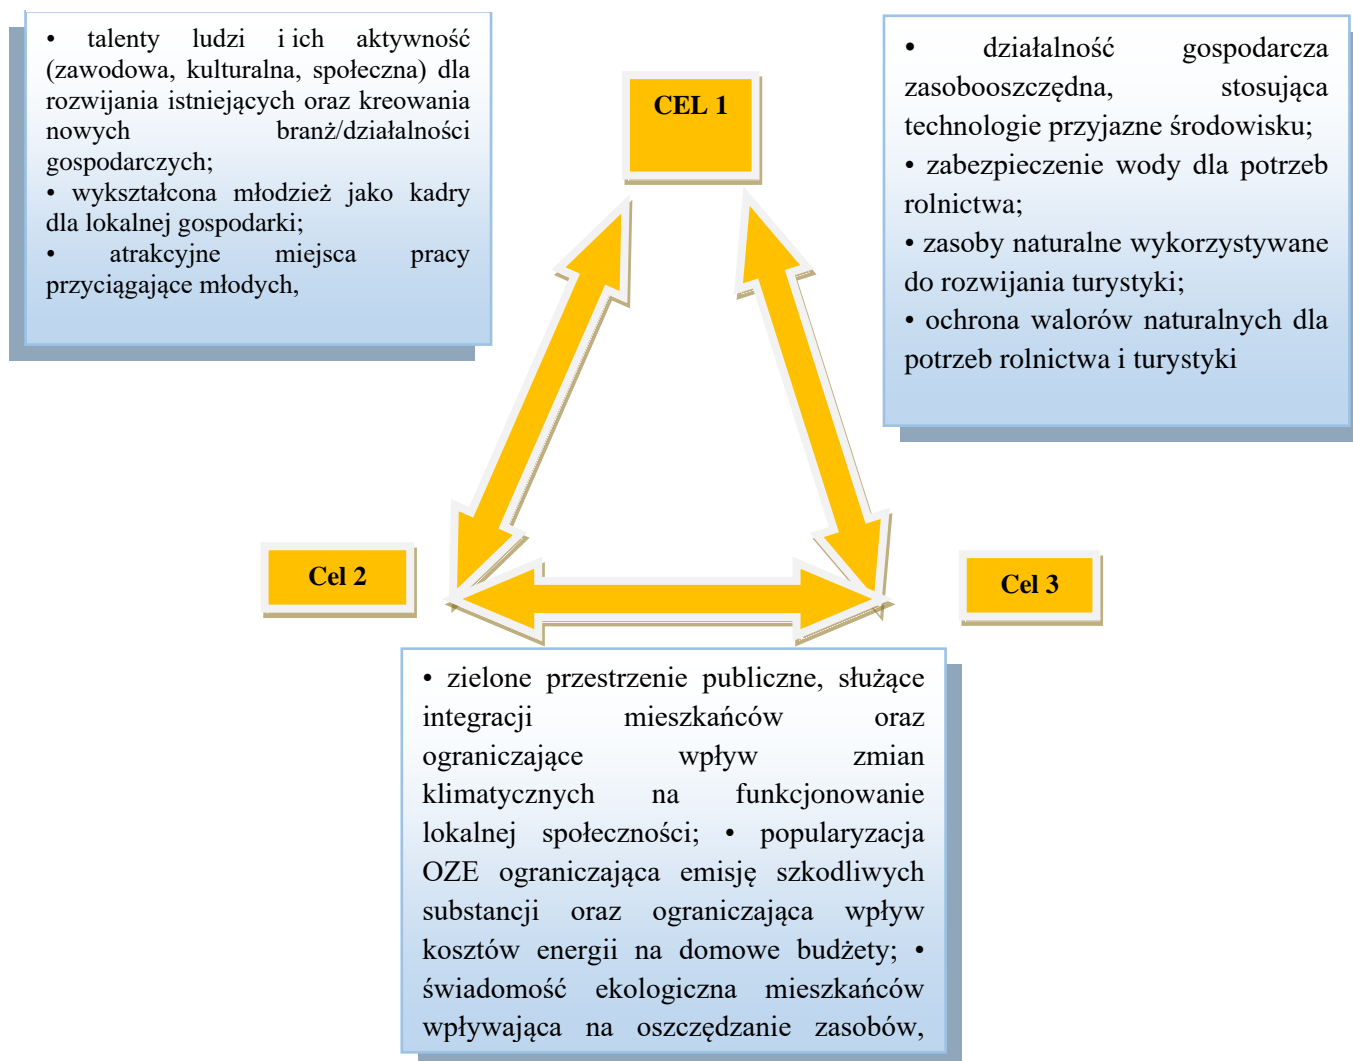 • talenty ludzi i ich aktywność
(zawodowa, kulturalna, społeczna) dla
rozwijania istniejących oraz kreowania
nowych branż/działalności
gospodarczych;
• wykształcona młodzież jako kadry
dla lokalnej gospodarki;
• atrakcyjne miejsca pracy
przyciągające młodych,
CEL 1
• działalność gospodarcza
zasobooszczędna, stosująca
technologie przyjazne środowisku;
• zabezpieczenie wody dla potrzeb
rolnictwa;
• zasoby naturalne wykorzystywane
do rozwijania turystyki;
• ochrona walorów naturalnych dla
potrzeb rolnictwa i turystyki
Cel 2
Cel 3
• zielone przestrzenie publiczne, służące
integracji mieszkańców oraz
ograniczające wpływ zmian
klimatycznych na funkcjonowanie
lokalnej społeczności; • popularyzacja
OZE ograniczająca emisję szkodliwych
substancji oraz ograniczająca wpływ
kosztów energii na domowe budżety; •
świadomość ekologiczna mieszkańców
wpływająca na oszczędzanie zasobów,